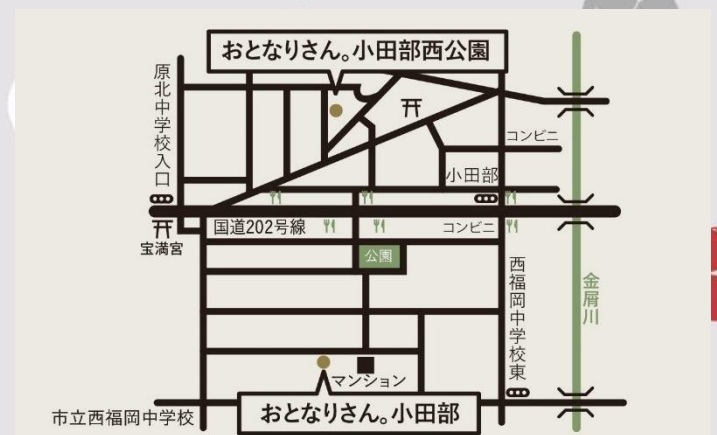 おとなりさん。小田部西公園
原北中学校入口
コンビニ
小田部
国道202号線
コンビニ
宝満宮
公園
西福岡中学校東
金屑川
マンション
市立西福岡中学校
おとなりさん。小田部